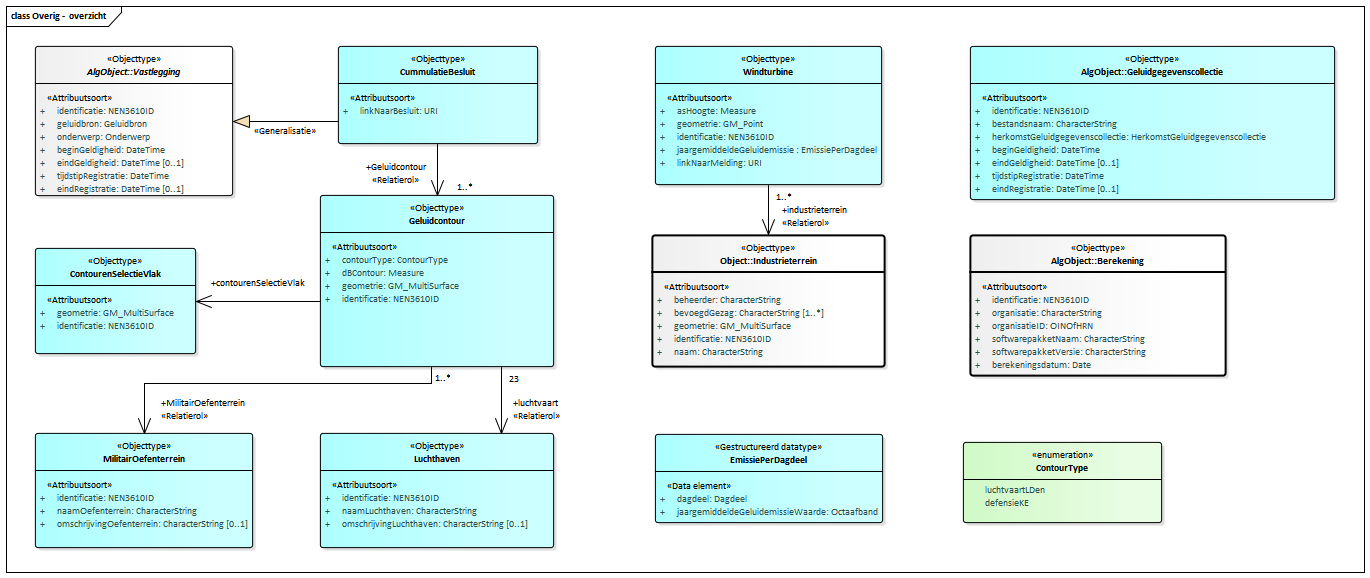 class Overig - overzicht
«Objecttype»
AlgObject::Vastlegging
«Attribuutsoort»
+ identificatie: NEN3610ID
+ geluidbron: Geluidbron
+ onderwerp: Onderwerp
+ beginGeldigheid: DateTime
+ eindGeldigheid: DateTime [0..1]
+ tijdstipRegistratie: DateTime
+ eindRegistratie: DateTime [0..1]
«Generalisatie»
«Objecttype»
CummulatieBesluit
«Attribuutsoort»
+ linkNaarBesluit: URI
+Geluidcontour
«Relatierol»
1..*
«Objecttype»
Windturbine
«Attribuutsoort»
+ asHoogte: Measure
+ geometrie: GM_Point
+ identificatie: NEN3610ID
+ jaargemiddeldeGeluidemissie : EmissiePerDagdeel
+ linkNaarMelding: URI
1..*
+industrieterrein
«Relatierol»
«Objecttype»
AlgObject::Geluidgegevenscollectie
«Attribuutsoort»
+ identificatie: NEN3610ID
+ bestandsnaam: CharacterString
+ herkomstGeluidgegevenscollectie: HerkomstGeluidgegevenscollectie
+ beginGeldigheid: DateTime
+ eindGeldigheid: DateTime [0..1]
+ tijdstipRegistratie: DateTime
+ eindRegistratie: DateTime [0..1]
«Objecttype»
ContourenSelectieVlak
«Attribuutsoort»
+ geometrie: GM_MultiSurface
+ identificatie: NEN3610ID
+contourenSelectieVlak
«Objecttype»
Geluidcontour
«Attribuutsoort»
+ contourType: ContourType
+ dBContour: Measure
+ geometrie: GM_MultiSurface
+ identificatie: NEN3610ID
«Objecttype»
Object::Industrieterrein
«Attribuutsoort»
+ beheerder: CharacterString
+ bevoegdGezag: CharacterString [1..*]
+ geometrie: GM_MultiSurface
+ identificatie: NEN3610ID
+ naam: CharacterString
«Objecttype»
AlgObject::Berekening
«Attribuutsoort»
+ identificatie: NEN3610ID
+ organisatie: CharacterString
+ organisatieID: OINOfHRN
+ softwarepakketNaam: CharacterString
+ softwarepakketVersie: CharacterString
+ berekeningsdatum: Date
1..*
+MilitairOefenterrein
«Relatierol»
23
+luchtvaart
«Relatierol»
«Objecttype»
MilitairOefenterrein
«Attribuutsoort»
+ identificatie: NEN3610ID
+ naamOefenterrein: CharacterString
+ omschrijvingOefenterrein: CharacterString [0..1]
«Objecttype»
Luchthaven
«Attribuutsoort»
+ identificatie: NEN3610ID
+ naamLuchthaven: CharacterString
+ omschrijvingLuchthaven: CharacterString [0..1]
«Gestructureerd datatype»
EmissiePerDagdeel
«Data element»
+ dagdeel: Dagdeel
+ jaargemiddeldeGeluidemissieWaarde: Octaafband
«enumeration»
ContourType
luchtvaartLDen
defensieKE